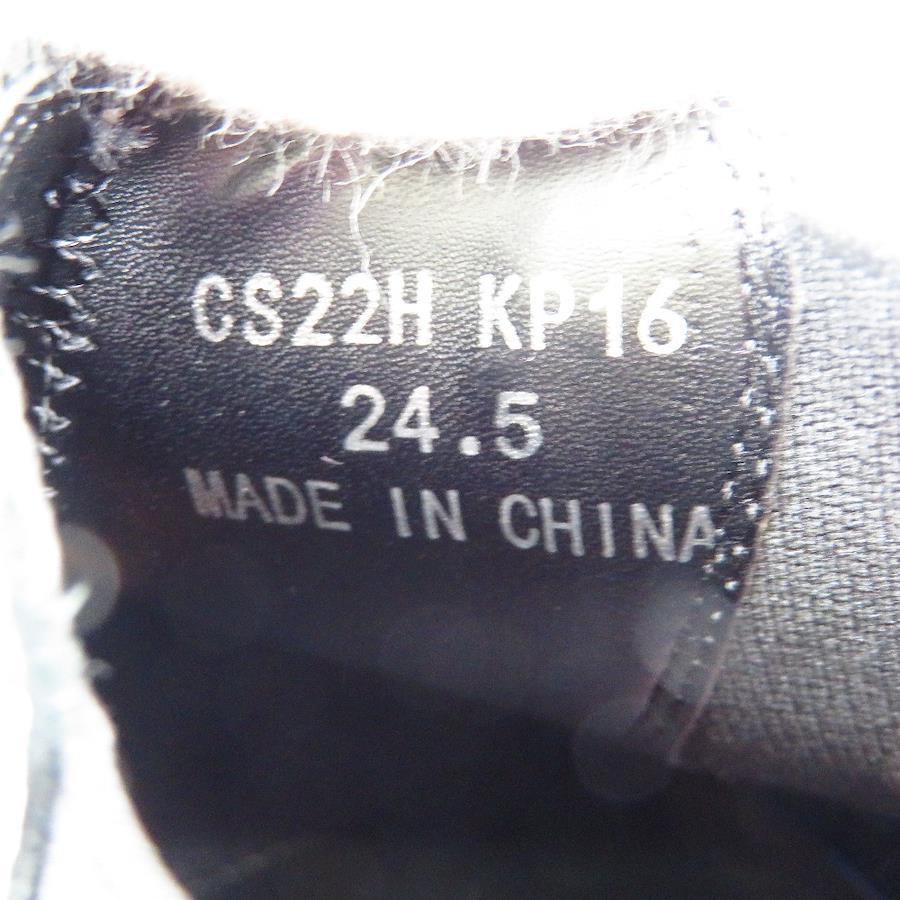 CS22H KP16
24.5
MADE IN CHINA